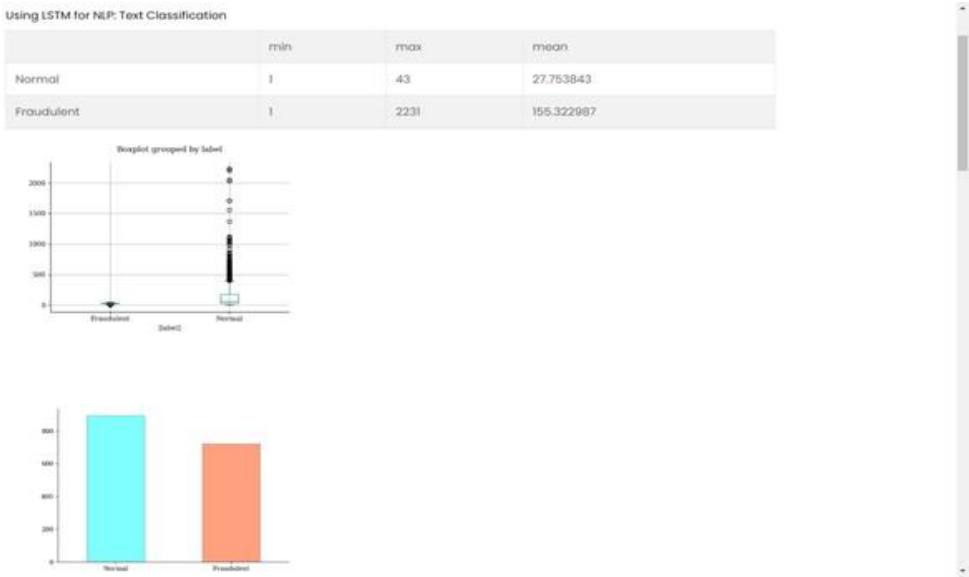 Using LSTM for NLP: Text Classification
min max mean
Normal 1 43 27.753843
Fraudulent 1 2231 155.322987
Boxplot grouped by label
2000
1500
1000
500
0
Fraudulent Normal
[label]
800
600
400
200
0
Normal Fraudulent